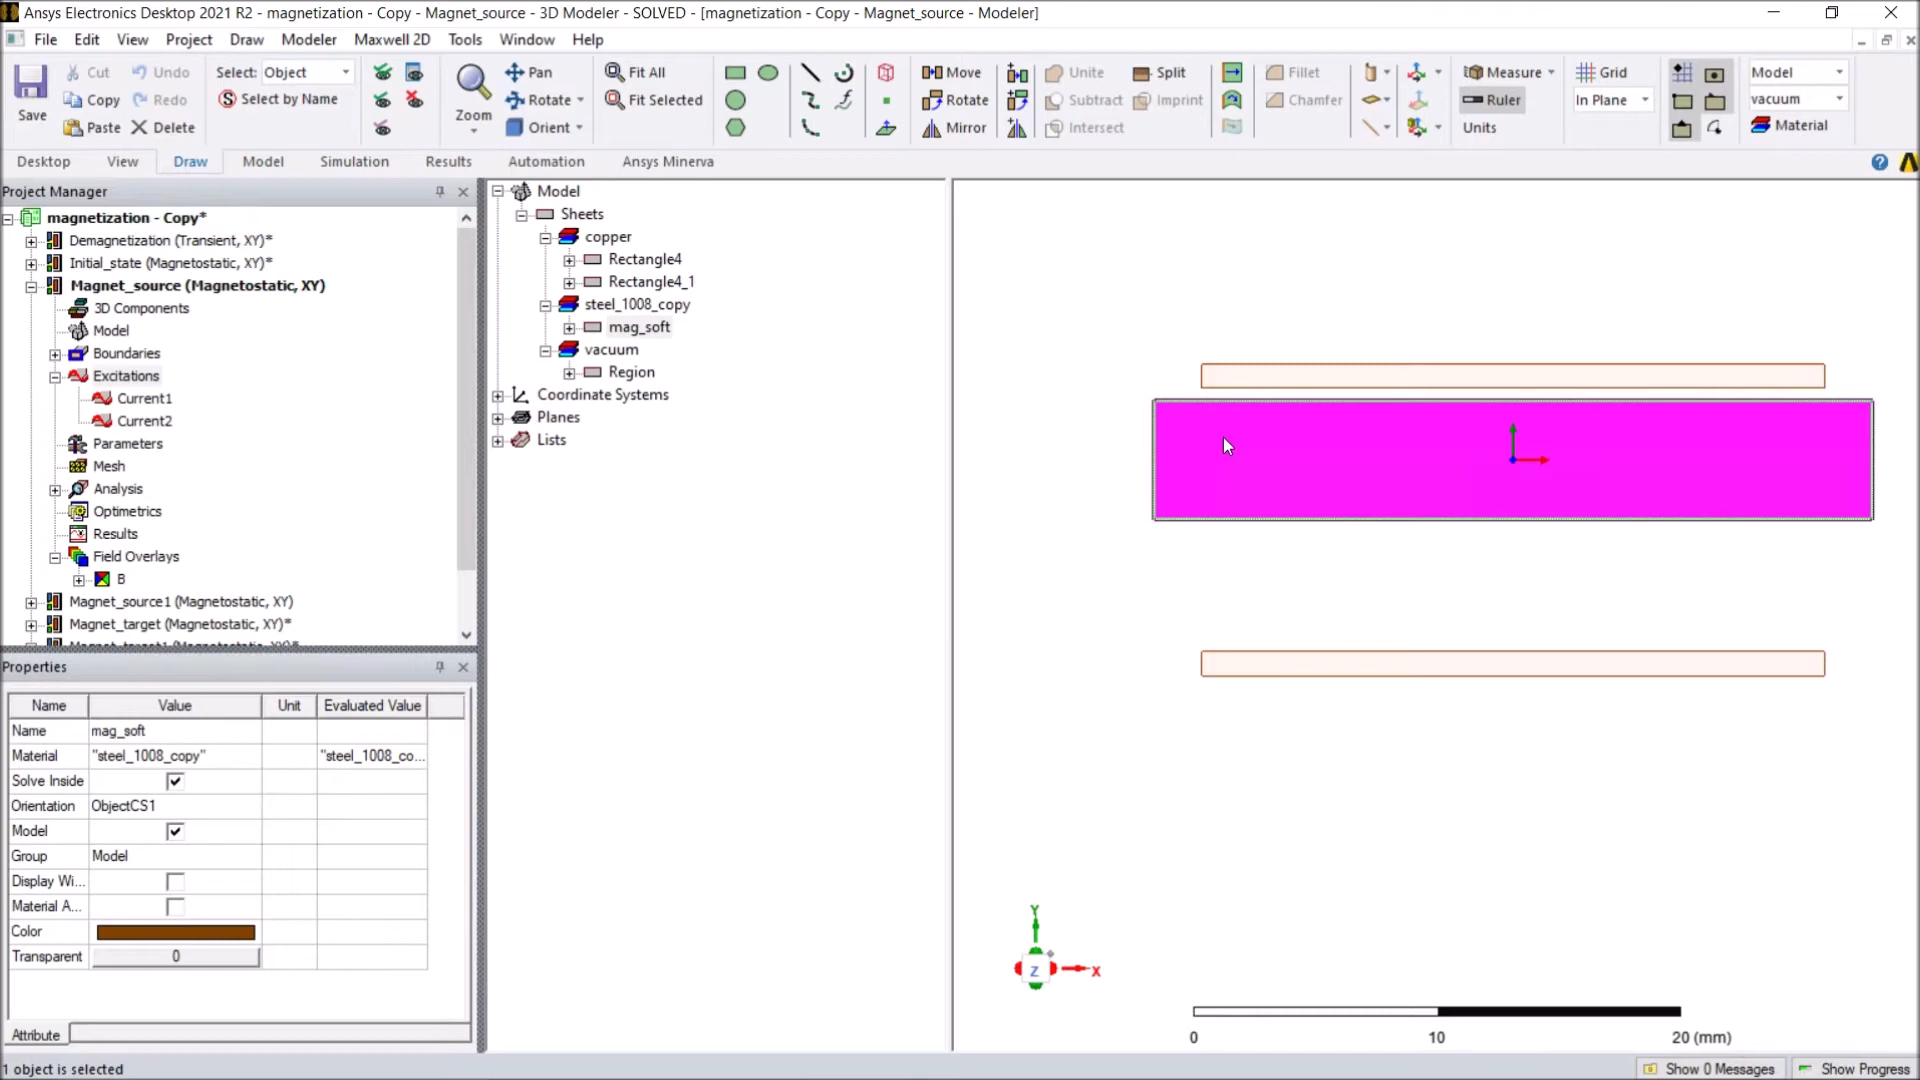 Ansys Electronics Desktop 2021 R2 - magnetization - Copy - Magnet_source - 3D Modeler - SOLVED - [magnetization - Copy - Magnet_source - Modeler]
File Edit View Project Draw Modeler Maxwell 2D Tools Window Help
Save
Cut Undo
Copy Redo
Paste Delete
Select: Object
Select by Name
Zoom
Pan
Rotate
Orient
Fit All
Fit Selected
Move
Rotate
Mirror
Unite Split
Subtract Imprint
Intersect
Fillet
Chamfer
Measure
Ruler
Units
Grid
In Plane
Model
vacuum
Material
Desktop View Draw Model Simulation Results Automation Ansys Minerva
Project Manager
magnetization - Copy*
Demagnetization (Transient, XY)*
Initial_state (Magnetostatic, XY)*
Magnet_source (Magnetostatic, XY)
3D Components
Model
Boundaries
Excitations
Current1
Current2
Parameters
Mesh
Analysis
Optimetrics
Results
Field Overlays
B
Magnet_source1 (Magnetostatic, XY)
Magnet_target (Magnetostatic, XY)*
Magnet_target1 (Magnetostatic, XY)*
Properties
Name Value Unit Evaluated Value
Name mag_soft
Material "steel_1008_copy" "steel_1008_co...
Solve Inside
Orientation ObjectCS1
Model
Group Model
Display Wi...
Material A...
Color
Transparent 0
Attribute
Model
Sheets
copper
Rectangle4
Rectangle4_1
steel_1008_copy
mag_soft
vacuum
Region
Coordinate Systems
Planes
Lists
Y
Z X
0 10 20 (mm)
1 object is selected
Show 0 Messages Show Progress